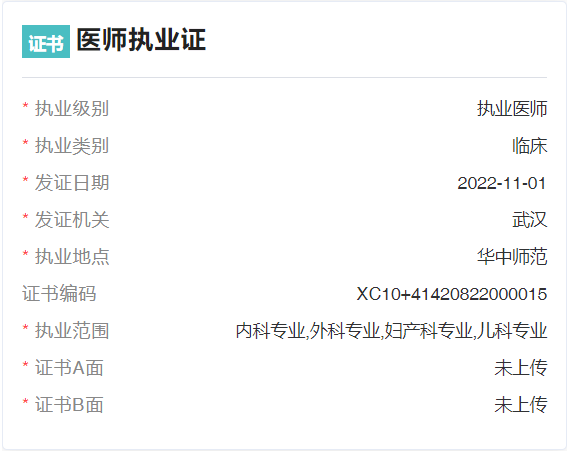 证书 医师执业证
* 执业级别 执业医师
* 执业类别 临床
* 发证日期 2022-11-01
* 发证机关 武汉
* 执业地点 华中师范
证书编码 XC10+41420822000015
* 执业范围 内科专业,外科专业,妇产科专业,儿科专业
* 证书A面 未上传
* 证书B面 未上传